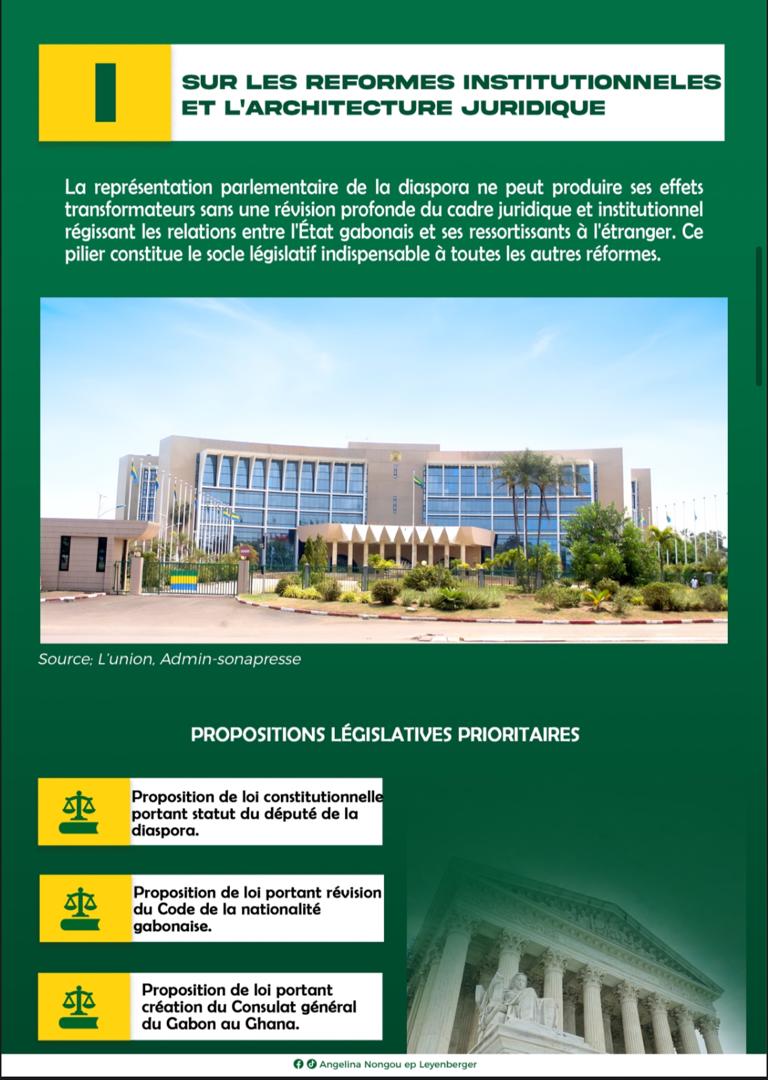 I
SUR LES REFORMES INSTITUTIONNELES
ET L'ARCHITECTURE JURIDIQUE
La représentation parlementaire de la diaspora ne peut produire ses effets
transformateurs sans une révision profonde du cadre juridique et institutionnel
régissant les relations entre l'État gabonais et ses ressortissants à l'étranger. Ce
pilier constitue le socle législatif indispensable à toutes les autres réformes.
Source; L'union, Admin-sonapresse
PROPOSITIONS LÉGISLATIVES PRIORITAIRES
Proposition de loi constitutionnelle
portant statut du député de la
diaspora.
Proposition de loi portant révision
du Code de la nationalité
gabonaise.
Proposition de loi portant
création du Consulat général
du Gabon au Ghana.
Angelina Nongou ep Leyenberger